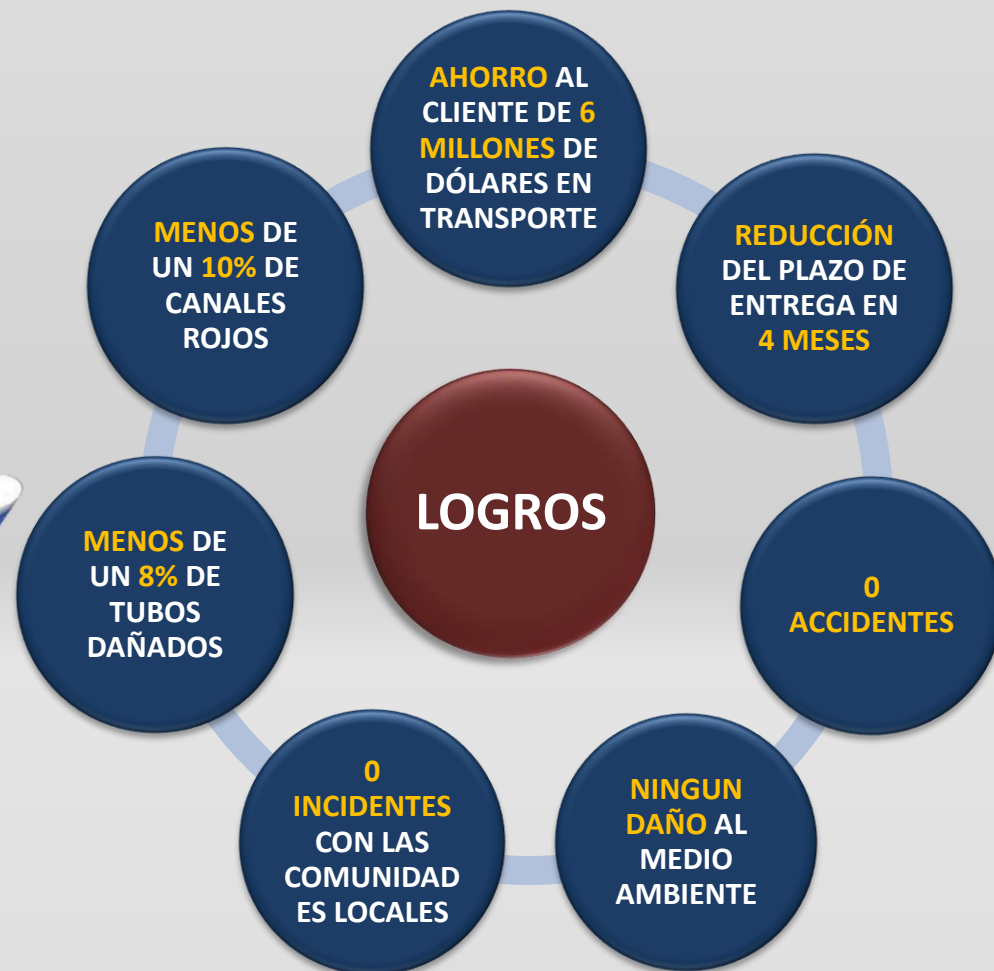 AHORRO AL
CLIENTE DE 6
MILLONES DE
DÓLARES EN
TRANSPORTE
REDUCCIÓN
DEL PLAZO DE
ENTREGA EN
4 MESES
0
ACCIDENTES
NINGUN
DAÑO AL
MEDIO
AMBIENTE
0
INCIDENTES
CON LAS
COMUNIDAD
ES LOCALES
MENOS DE
UN 8% DE
TUBOS
DAÑADOS
MENOS DE
UN 10% DE
CANALES
ROJOS
LOGROS